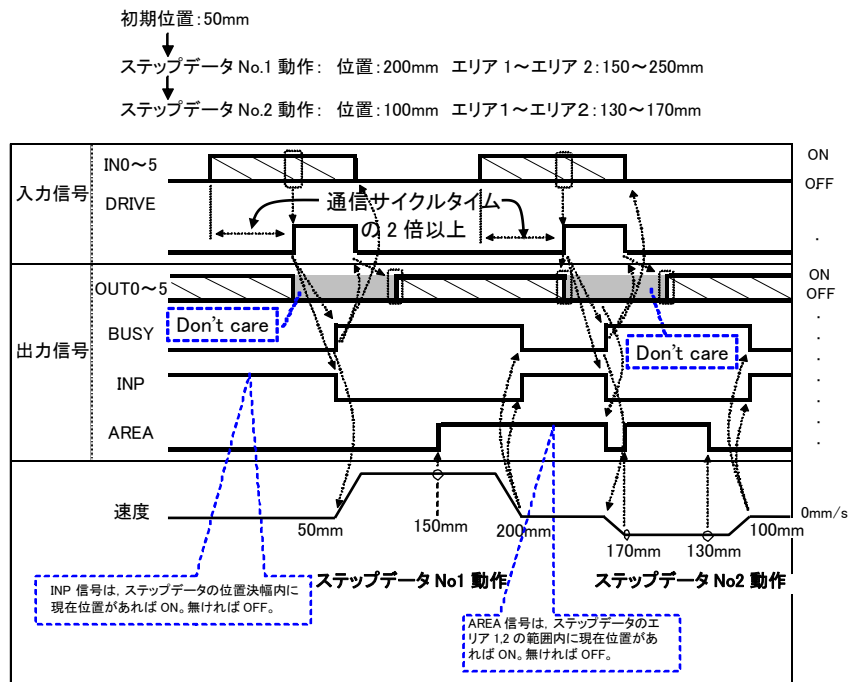 初期位置:50mm
ステップデータ No.1 動作: 位置:200mm エリア 1～エリア 2:150～250mm
ステップデータ No.2 動作: 位置:100mm エリア1～エリア2:130～170mm
入力信号
IN0～5
ON
OFF
DRIVE
通信サイクルタイム
の 2 倍以上
出力信号
OUT0～5
ON
OFF
Don't care
BUSY
Don't care
INP
AREA
速度
50mm
150mm
200mm
170mm
130mm
100mm
0mm/s
ステップデータ No1 動作
ステップデータ No2 動作
INP 信号は,ステップデータの位置決幅内に
現在位置があれば ON。無ければ OFF。
AREA 信号は,ステップデータのエ
リア 1,2 の範囲内に現在位置があ
れば ON。無ければ OFF。